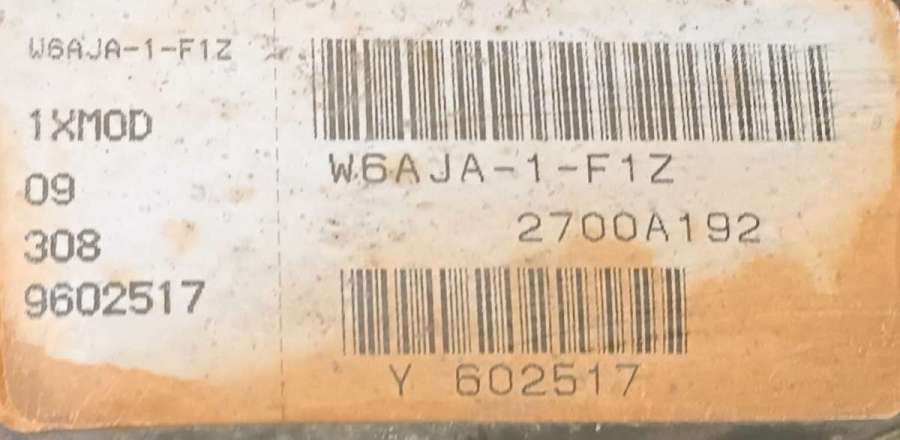 W6AJA-1-F1Z
1XMOD
09
308
9602517
W6AJA-1-F1Z
2700A192
Y 602517